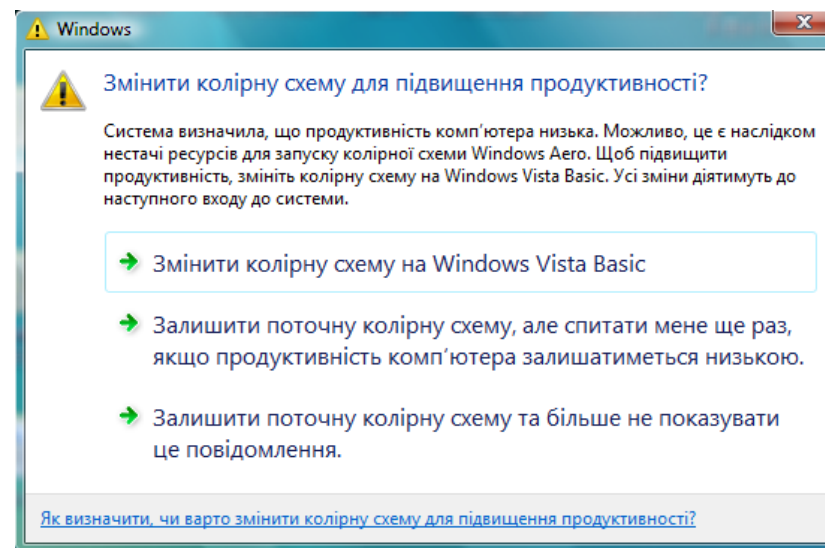 Windows
Змінити колірну схему для підвищення продуктивності?
Система визначила, що продуктивність комп'ютера низька. Можливо, це є наслідком
нестачі ресурсів для запуску колірної схеми Windows Aero. Щоб підвищити
продуктивність, змініть колірну схему на Windows Vista Basic. Усі зміни діятимуть до
наступного входу до системи.
Змінити колірну схему на Windows Vista Basic
Залишити поточну колірну схему, але спитати мене ще раз,
якщо продуктивність комп'ютера залишатиметься низькою.
Залишити поточну колірну схему та більше не показувати
це повідомлення.
Як визначити, чи варто змінити колірну схему для підвищення продуктивності?